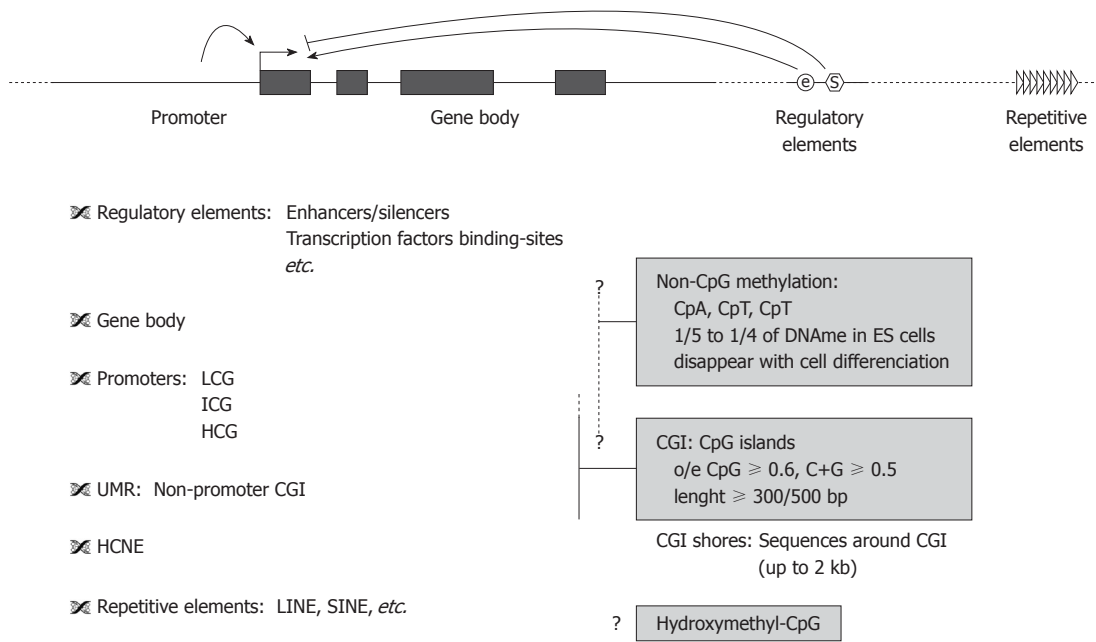 e S
Promoter Gene body Regulatory elements Repetitive elements
Regulatory elements: Enhancers/silencers
Transcription factors binding-sites
etc.
Gene body
Promoters: LCG
ICG
HCG
UMR: Non-promoter CGI
HCNE
Repetitive elements: LINE, SINE, etc.
?
Non-CpG methylation:
CpA, CpT, CpT
1/5 to 1/4 of DNAme in ES cells
disappear with cell differenciation
?
CGI: CpG islands
o/e CpG ⩾ 0.6, C+G ⩾ 0.5
lenght ⩾ 300/500 bp
CGI shores: Sequences around CGI
(up to 2 kb)
? Hydroxymethyl-CpG